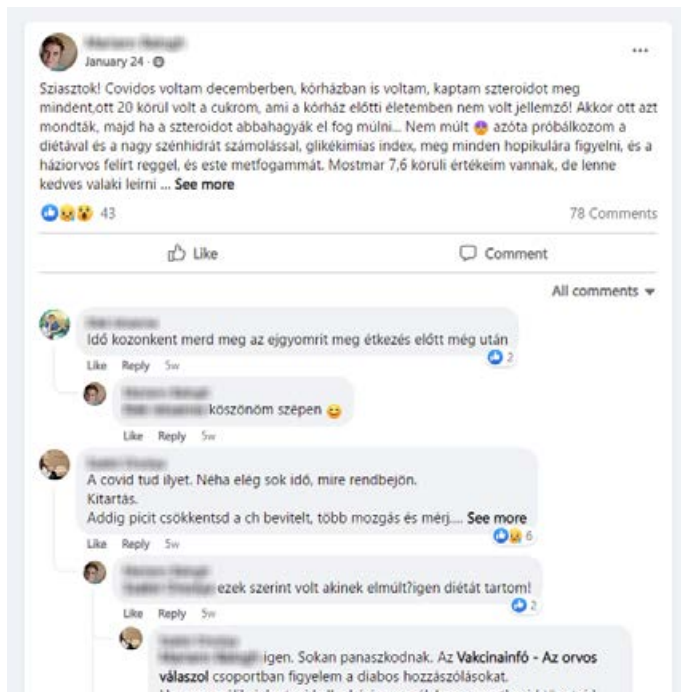 January 24
Sziasztok! Covidos voltam decemberben, kórházban is voltam, kaptam szteroidot meg
mindent,ott 20 körül volt a cukrom, ami a kórház előtti életemben nem volt jellemző! Akkor ott azt
mondták, majd ha a szteroidot abbahagyák el fog múlni... Nem múlt 🤯 azóta próbálkozom a
diétával és a nagy szénhidrát számolással, glikékimias index, meg minden hopikulára figyelni, és a
háziorvos felirt reggel, és este metfogammát. Mostmar 7,6 körüli értékeim vannak, de lenne
kedves valaki leírni ... See more
43
78 Comments
Like
Comment
All comments
Idő kozonkent merd meg az ejgyomrit meg étkezés előtt még után
2
Like Reply 5w
köszönöm szépen 😊
Like Reply 5w
A covid tud ilyet. Néha elég sok idő, mire rendbejön.
Kitartás.
Addig picit csökkentsd a ch bevitelt, több mozgás és mérj.... See more
6
Like Reply 5w
ezek szerint volt akinek elmúlt?igen diétát tartom!
2
Like Reply 5w
igen. Sokan panaszkodnak. Az Vakcinainfó - Az orvos
válaszol csoportban figyelem a diabos hozzászólásokat.